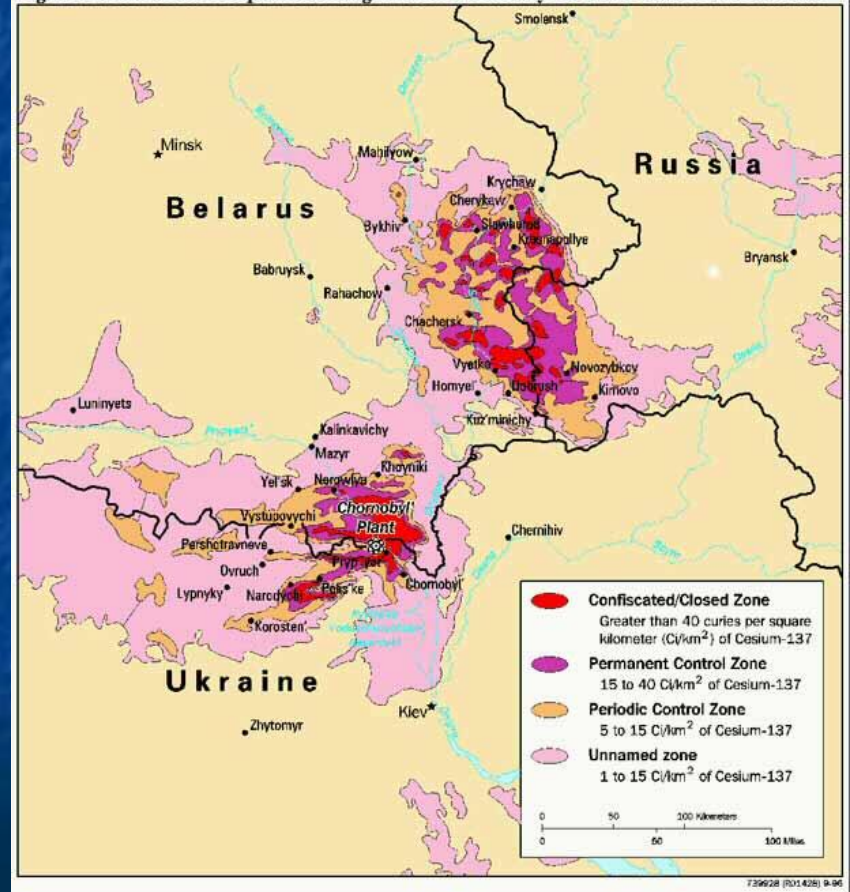 Smolensk
Minsk
Mahilyow
Russia
Krychaw
Belarus
Cherykaw
Bykhiv
Slawharad
Krasnapollye
Bryansk
Babruysk
Rahachow
Chachersk
Vyetka
Novozybkov
Homyel'
Dobrush
Klimovo
Luninyets
Kuz'minichy
Kalinkavichy
Mazyr
Khoyniki
Yel'sk
Narowlya
Chornobyl'
Plant
Vystupovychi
Chernihiv
Pershotravneve
Pryp'yat'
Ovruch
Chornobyl'
Lypnyky
Narodychi
Polis'ke
Korosten'
Ukraine
Kiev
Zhytomyr
Confiscated/Closed Zone
Greater than 40 curies per square
kilometer (Ci/km²) of Cesium-137
Permanent Control Zone
15 to 40 Ci/km² of Cesium-137
Periodic Control Zone
5 to 15 Ci/km² of Cesium-137
Unnamed zone
1 to 15 Ci/km² of Cesium-137
0 50 100 Kilometers
0 50 100 Miles
739928 (R01428) 9-96